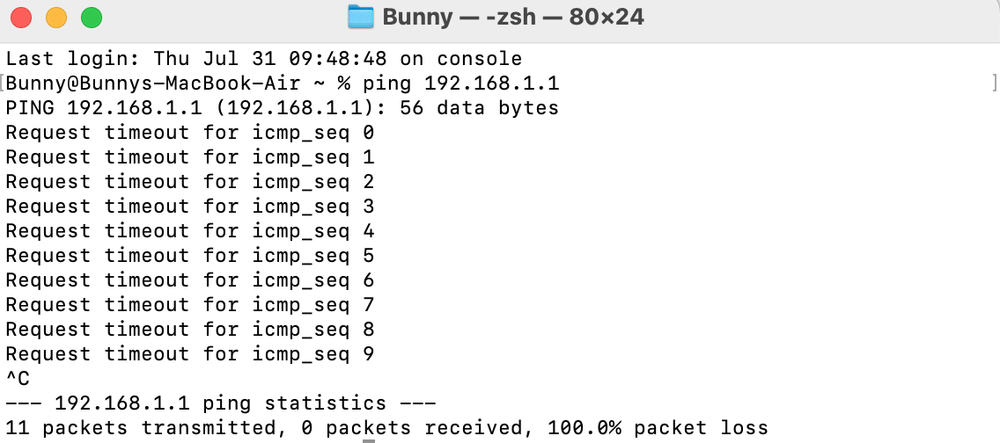 Bunny — -zsh — 80×24
Last login: Thu Jul 31 09:48:48 on console
[Bunny@Bunnys-MacBook-Air ~ % ping 192.168.1.1 ]
PING 192.168.1.1 (192.168.1.1): 56 data bytes
Request timeout for icmp_seq 0
Request timeout for icmp_seq 1
Request timeout for icmp_seq 2
Request timeout for icmp_seq 3
Request timeout for icmp_seq 4
Request timeout for icmp_seq 5
Request timeout for icmp_seq 6
Request timeout for icmp_seq 7
Request timeout for icmp_seq 8
Request timeout for icmp_seq 9
^C
--- 192.168.1.1 ping statistics ---
11 packets transmitted, 0 packets received, 100.0% packet loss